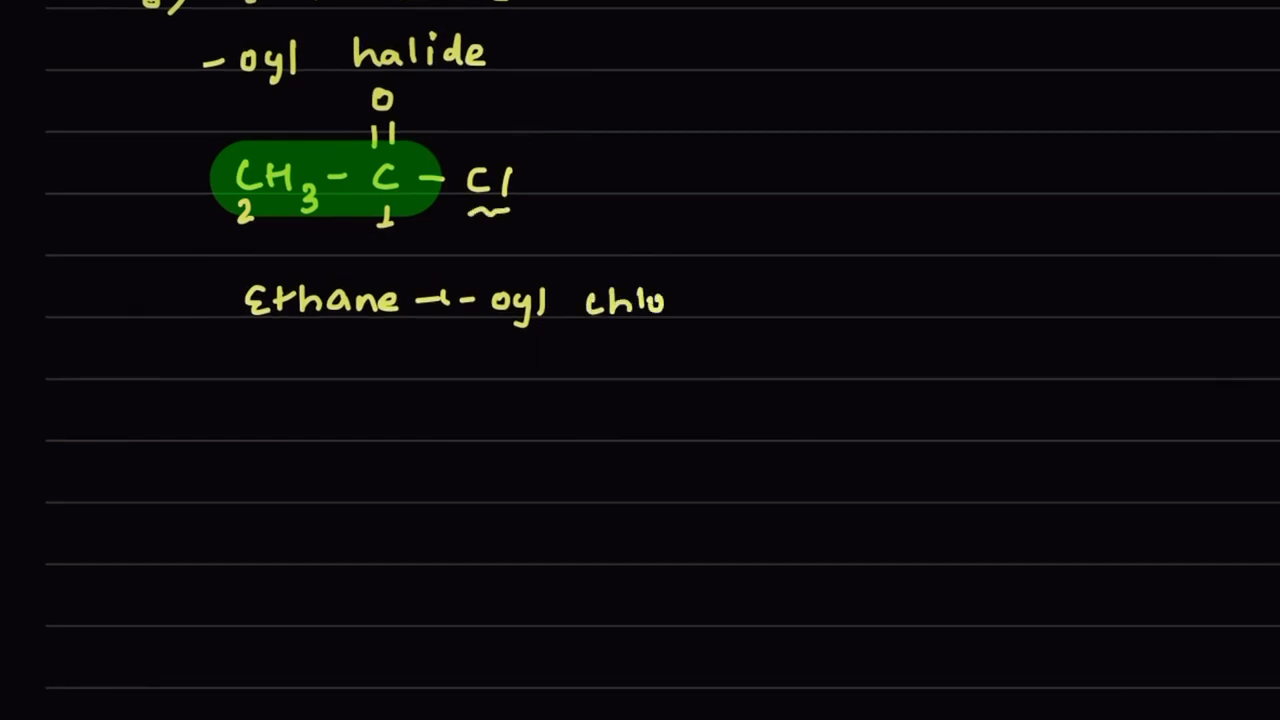 - oyl halide
O
||
CH3 - C - Cl
2 1
Ethane -1- oyl chlo